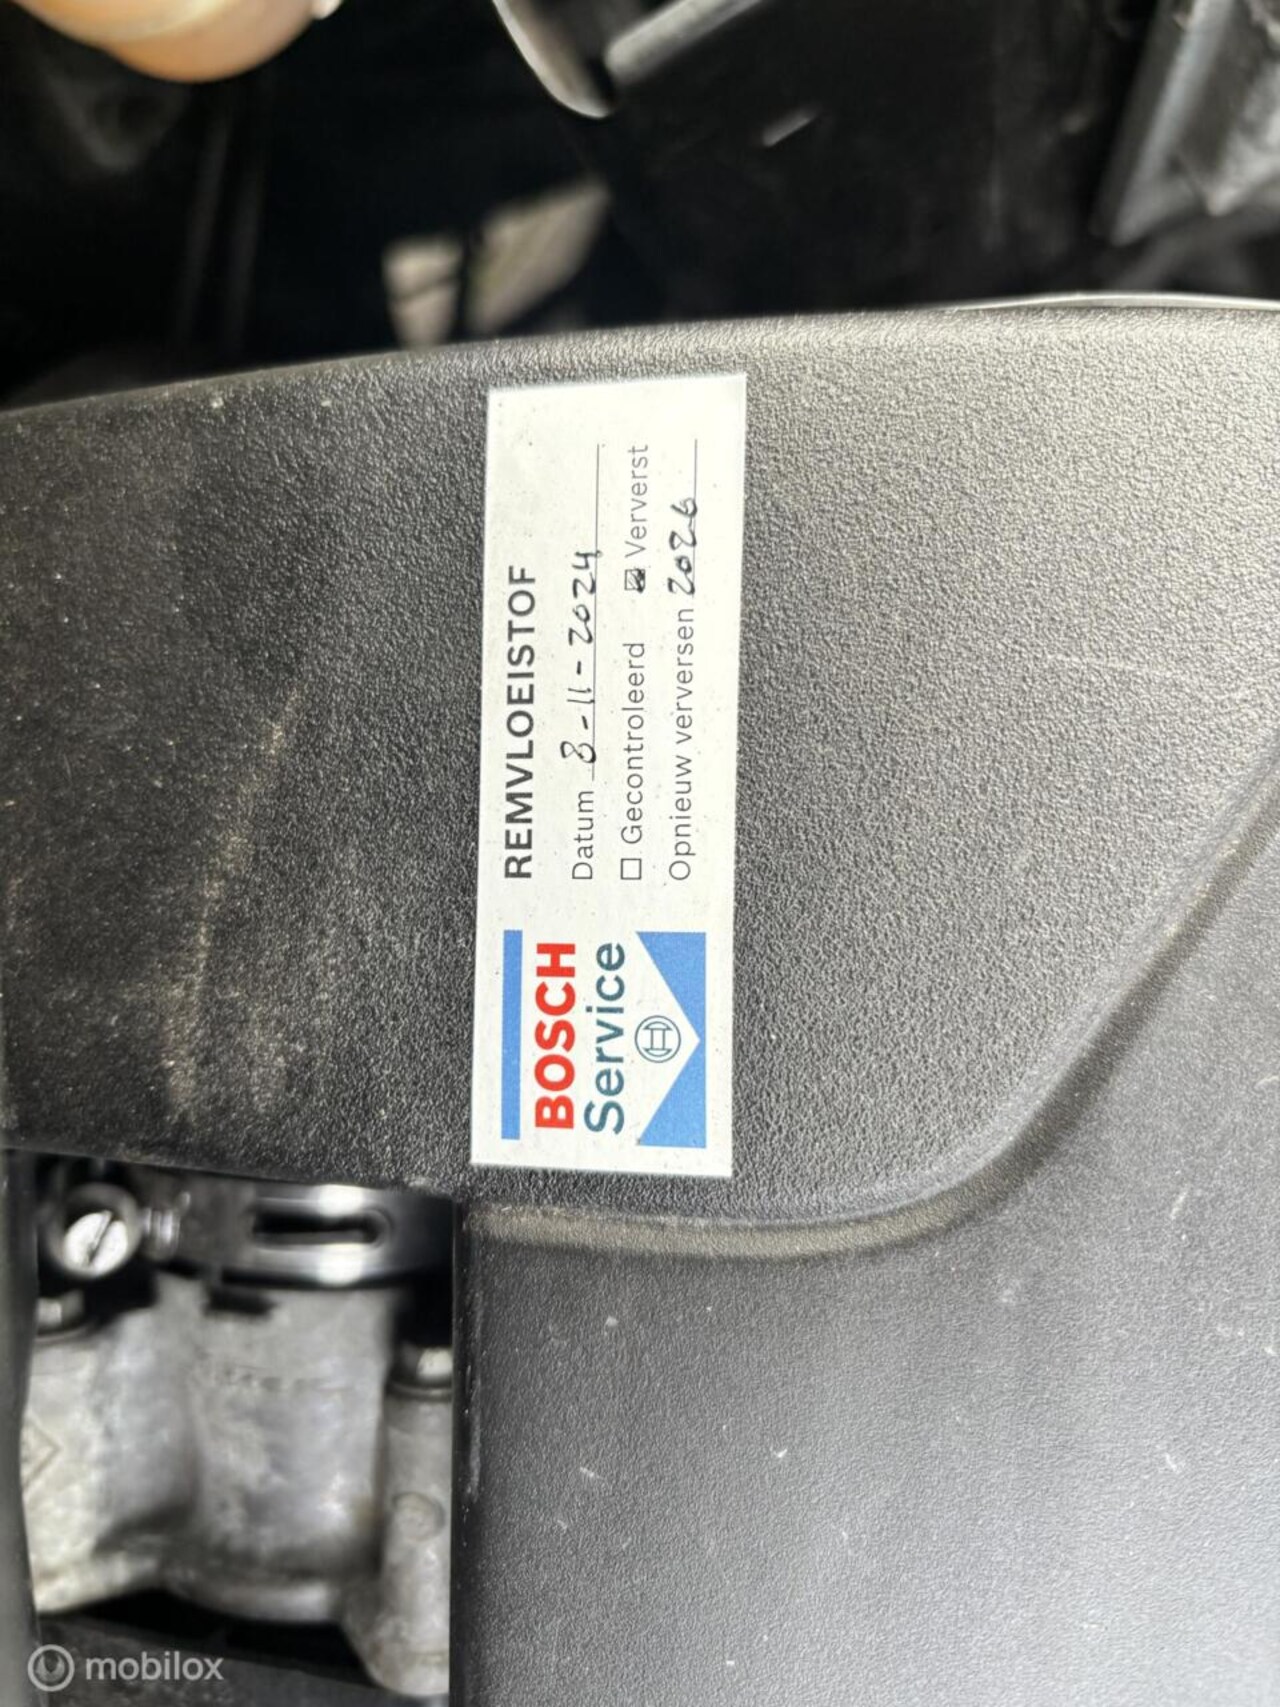 REMVLOEISTOF
Datum 8-11-2024
☐ Gecontroleerd ☑ Ververst
Opnieuw verversen 2026
BOSCH
Service
mobilox